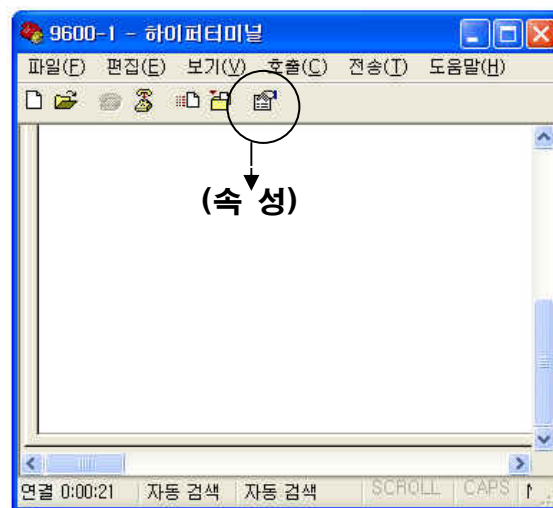 9600-1 - 하이퍼터미널
파일(F) 편집(E) 보기(V) 호출(C) 전송(T) 도움말(H)
(속 성)
연결 0:00:21 자동 검색 자동 검색 SCROLL CAPS